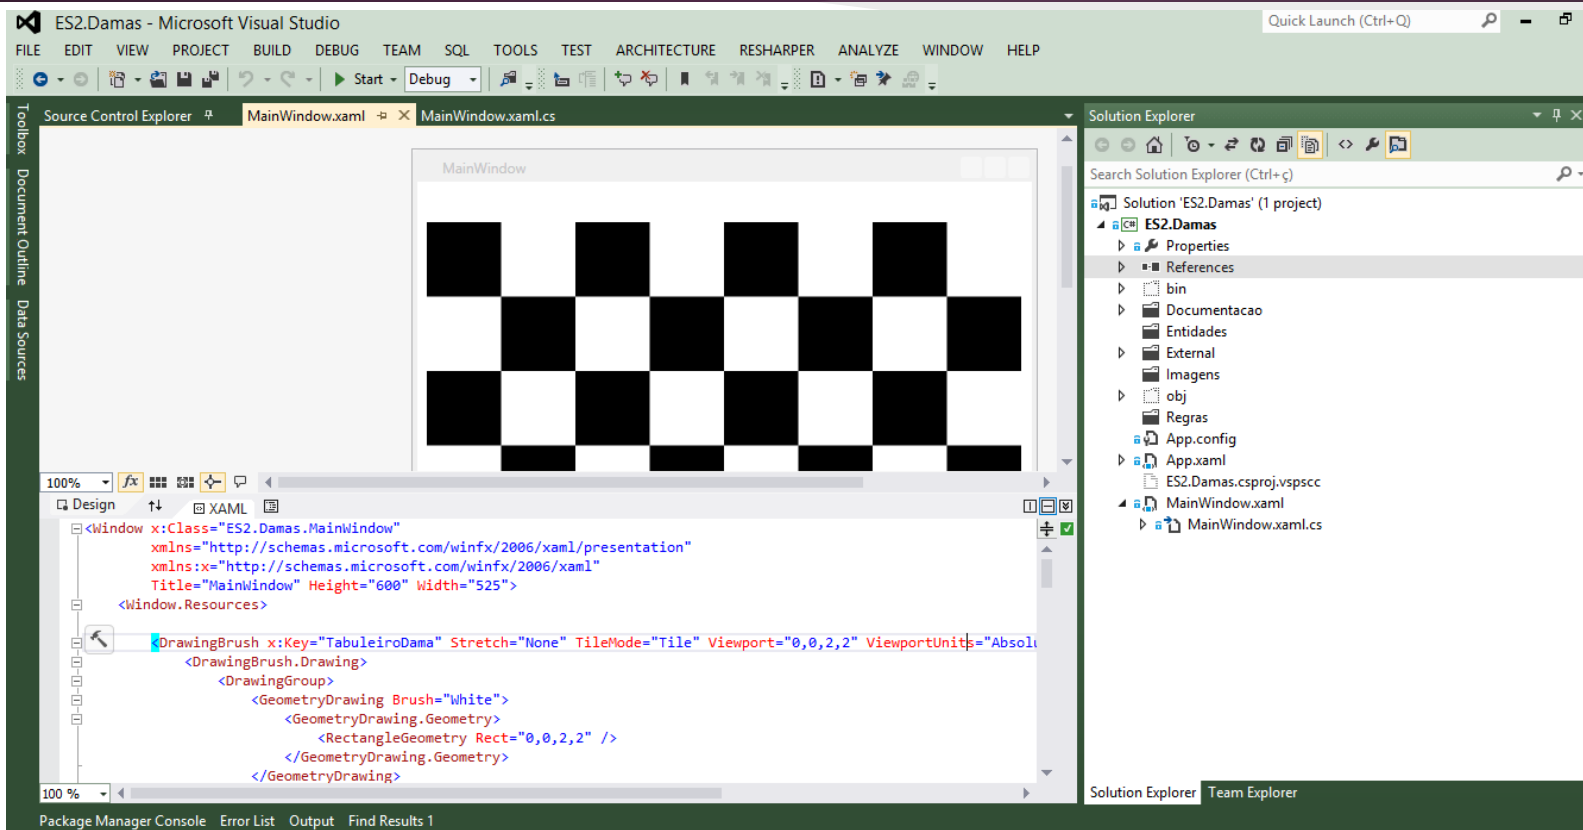 ES2.Damas - Microsoft Visual Studio
Quick Launch (Ctrl+Q)
FILE EDIT VIEW PROJECT BUILD DEBUG TEAM SQL TOOLS TEST ARCHITECTURE RESHARPER ANALYZE WINDOW HELP
Start Debug
Toolbox
Document Outline
Data Sources
Source Control Explorer MainWindow.xaml MainWindow.xaml.cs
MainWindow
100% fx
Design XAML
<Window x:Class="ES2.Damas.MainWindow"
xmlns="http://schemas.microsoft.com/winfx/2006/xaml/presentation"
xmlns:x="http://schemas.microsoft.com/winfx/2006/xaml"
Title="MainWindow" Height="600" Width="525">
<Window.Resources>
<DrawingBrush x:Key="TabuleiroDama" Stretch="None" TileMode="Tile" Viewport="0,0,2,2" ViewportUnits="Absolu
<DrawingBrush.Drawing>
<DrawingGroup>
<GeometryDrawing Brush="White">
<GeometryDrawing.Geometry>
<RectangleGeometry Rect="0,0,2,2" />
</GeometryDrawing.Geometry>
</GeometryDrawing>
100 %
Solution Explorer
Search Solution Explorer (Ctrl+ç)
Solution 'ES2.Damas' (1 project)
C# ES2.Damas
Properties
References
bin
Documentacao
Entidades
External
Imagens
obj
Regras
App.config
App.xaml
ES2.Damas.csproj.vspscc
MainWindow.xaml
MainWindow.xaml.cs
Solution Explorer Team Explorer
Package Manager Console Error List Output Find Results 1